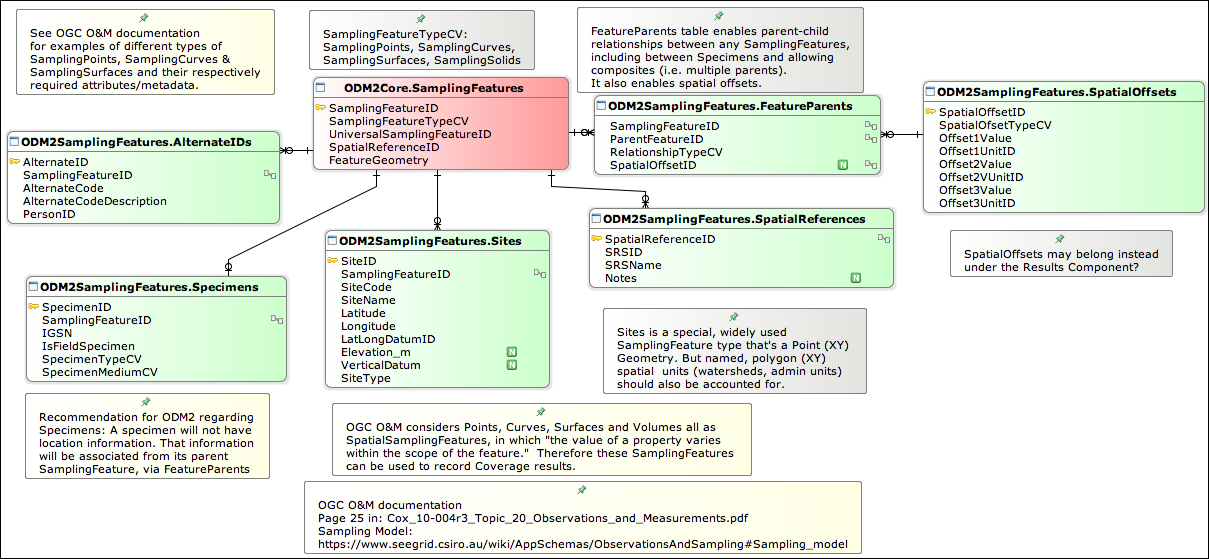 See OGC O&M documentation
for examples of different types of
SamplingPoints, SamplingCurves &
SamplingSurfaces and their respectively
required attributes/metadata.
SamplingFeatureTypeCV:
SamplingPoints, SamplingCurves,
SamplingSurfaces, SamplingSolids
FeatureParents table enables parent-child
relationships between any SamplingFeatures,
including between Specimens and allowing
composites (i.e. multiple parents).
It also enables spatial offsets.
ODM2Core.SamplingFeatures
SamplingFeatureID
SamplingFeatureTypeCV
UniversalSamplingFeatureID
SpatialReferenceID
FeatureGeometry
ODM2SamplingFeatures.FeatureParents
SamplingFeatureID
ParentFeatureID
RelationshipTypeCV
SpatialOffsetID
N
ODM2SamplingFeatures.SpatialOffsets
SpatialOffsetID
SpatialOfsetTypeCV
Offset1Value
Offset1UnitID
Offset2Value
Offset2VUnitID
Offset3Value
Offset3UnitID
ODM2SamplingFeatures.AlternateIDs
AlternateID
SamplingFeatureID
AlternateCode
AlternateCodeDescription
PersonID
ODM2SamplingFeatures.Sites
SiteID
SamplingFeatureID
SiteCode
SiteName
Latitude
Longitude
LatLongDatumID
Elevation_m
N
VerticalDatum
N
SiteType
ODM2SamplingFeatures.SpatialReferences
SpatialReferenceID
SRSID
SRSName
Notes
N
SpatialOffsets may belong instead
under the Results Component?
ODM2SamplingFeatures.Specimens
SpecimenID
SamplingFeatureID
IGSN
IsFieldSpecimen
SpecimenTypeCV
SpecimenMediumCV
Sites is a special, widely used
SamplingFeature type that's a Point (XY)
Geometry. But named, polygon (XY)
spatial units (watersheds, admin units)
should also be accounted for.
Recommendation for ODM2 regarding
Specimens: A specimen will not have
location information. That information
will be associated from its parent
SamplingFeature, via FeatureParents
OGC O&M considers Points, Curves, Surfaces and Volumes all as
SpatialSamplingFeatures, in which "the value of a property varies
within the scope of the feature." Therefore these SamplingFeatures
can be used to record Coverage results.
OGC O&M documentation
Page 25 in: Cox_10-004r3_Topic_20_Observations_and_Measurements.pdf
Sampling Model:
https://www.seegrid.csiro.au/wiki/AppSchemas/ObservationsAndSampling#Sampling_model